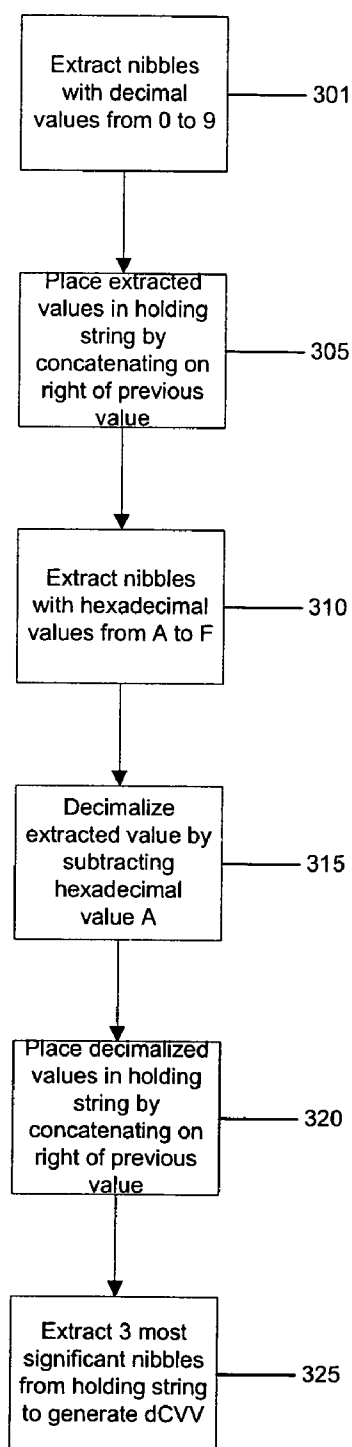 Extract nibbles
with decimal
values from 0 to 9
301
Place extracted
values in holding
string by
concatenating on
right of previous
value
305
Extract nibbles
with hexadecimal
values from A to F
310
Decimalize
extracted value by
subtracting
hexadecimal
value A
315
Place decimalized
values in holding
string by
concatenating on
right of previous
value
320
Extract 3 most
significant nibbles
from holding string
to generate dCVV
325